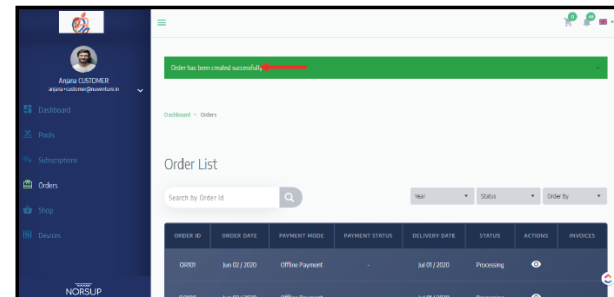 0
Anjana CUSTOMER
anjana+customer@nuventure.in
Order has been created successfully
Dashboard
Pools
Subscriptions
Orders
Shop
Devices
NORSUP
Dashboard > Orders
Order List
Search by Order Id
Year
Status
Order By
ORDER ID ORDER DATE PAYMENT MODE PAYMENT STATUS DELIVERY DATE STATUS ACTIONS INVOICES
OR101 Jun 02 / 2020 Offline Payment - Jul 01 / 2020 Processing